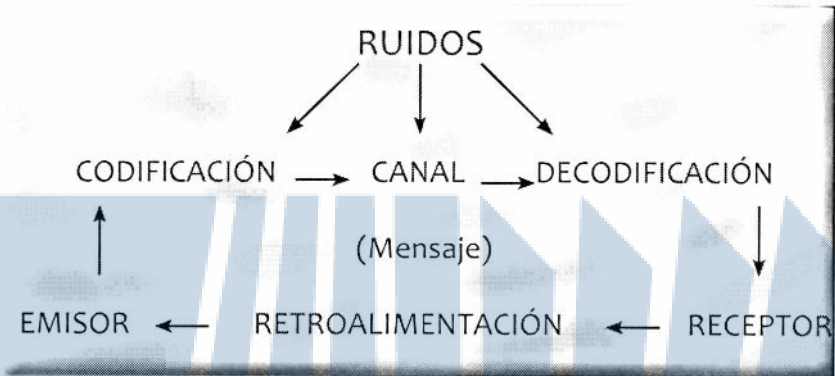 RUIDOS
CODIFICACIÓN CANAL DECODIFICACIÓN
(Mensaje)
EMISOR RETROALIMENTACIÓN RECEPTOR